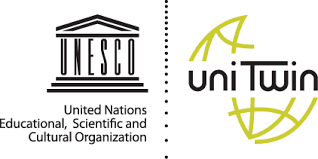 UNESCO
United Nations
Educational, Scientific and
Cultural Organization
uniTwin